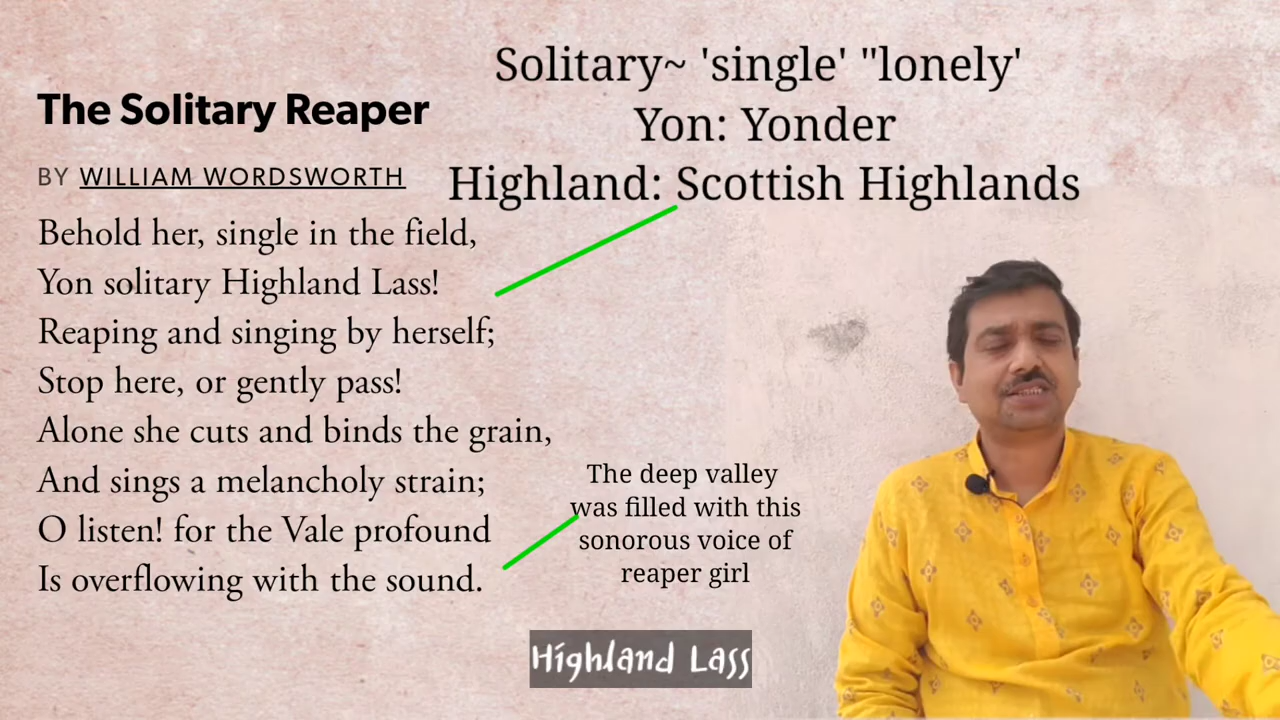 Solitary~ 'single' "lonely'
Yon: Yonder
Highland: Scottish Highlands
The Solitary Reaper
BY WILLIAM WORDSWORTH
Behold her, single in the field,
Yon solitary Highland Lass!
Reaping and singing by herself;
Stop here, or gently pass!
Alone she cuts and binds the grain,
And sings a melancholy strain;
O listen! for the Vale profound
Is overflowing with the sound.
The deep valley
was filled with this
sonorous voice of
reaper girl
Highland Lass